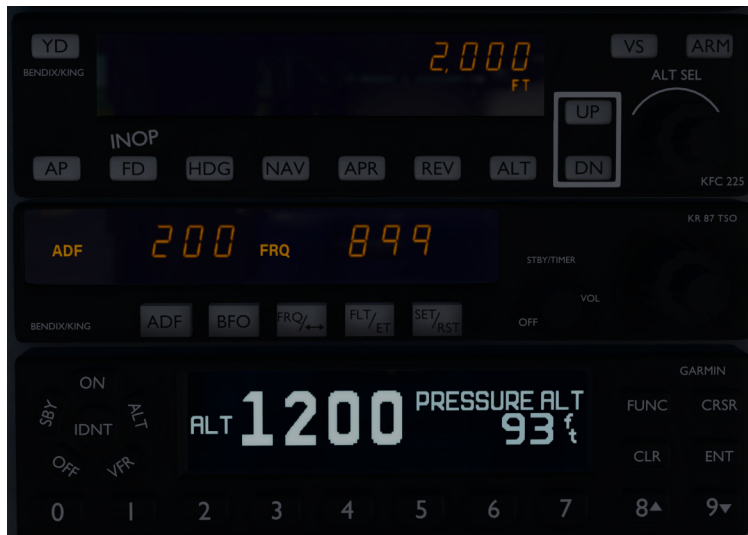 YD
2,000
VS
ARM
BENDIX/KING
FT
ALT SEL
UP
INOP
AP
FD
HDG
NAV
APR
REV
ALT
DN
KFC 225
KR 87 TSO
ADF
200
FRQ
899
STBY/TIMER
VOL
BENDIX/KING
ADF
BFO
FRQ/↔
FLT/ET
SET/RST
OFF
GARMIN
ON
SBY
ALT
IDNT
OFF
VFR
ALT 1200
PRESSURE ALT
93 ft
FUNC
CRSR
CLR
ENT
0 1 2 3 4 5 6 7 8▲ 9▼